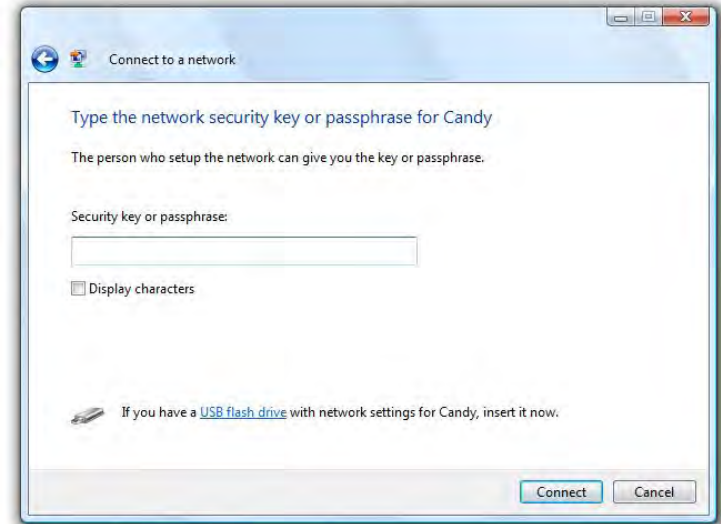 Connect to a network
Type the network security key or passphrase for Candy
The person who setup the network can give you the key or passphrase.
Security key or passphrase:
Display characters
If you have a USB flash drive with network settings for Candy, insert it now.
Connect Cancel